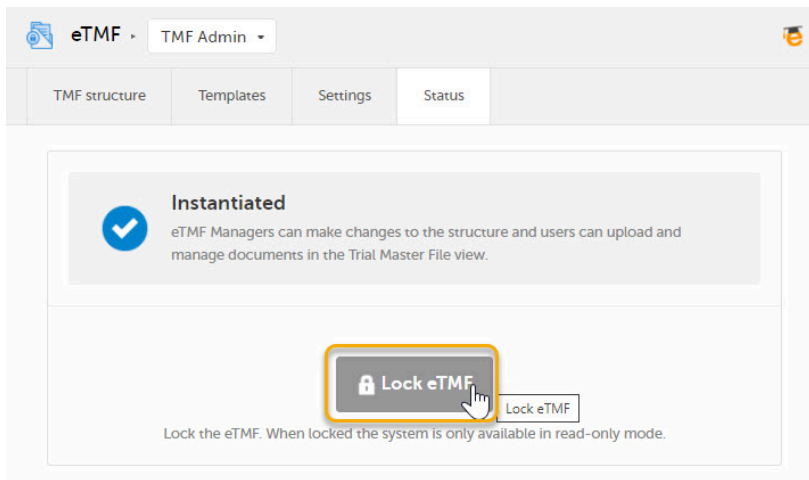 eTMF TMF Admin
TMF structure Templates Settings Status
Instantiated
eTMF Managers can make changes to the structure and users can upload and
manage documents in the Trial Master File view.
Lock eTMF
Lock eTMF
Lock the eTMF. When locked the system is only available in read-only mode.